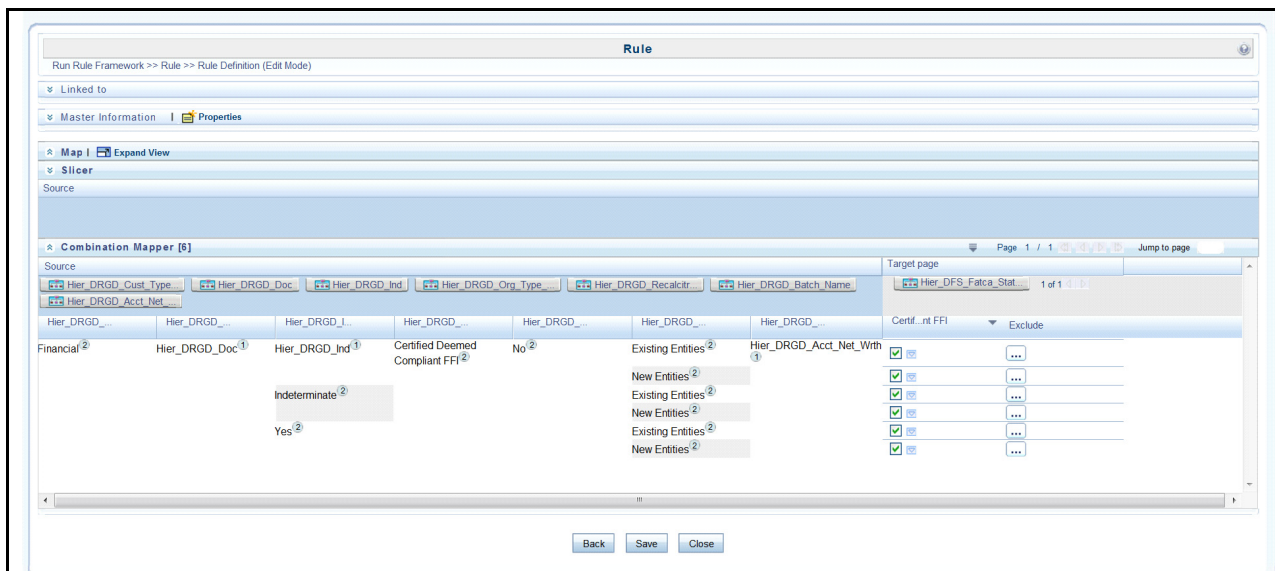 Rule
Run Rule Framework >> Rule >> Rule Definition (Edit Mode)
Linked to
Master Information | Properties
Map | Expand View
Slicer
Source
Combination Mapper [6] Page 1 / 1 Jump to page
Source Target page
Hier_DRGD_Cust_Type... Hier_DRGD_Doc Hier_DRGD_Ind Hier_DRGD_Org_Type_... Hier_DRGD_Recalcitr... Hier_DRGD_Batch_Name Hier_DFS_Fatca_Stat... 1 of 1
Hier_DRGD_Acct_Net_...
Hier_DRGD_... Hier_DRGD_... Hier_DRGD_I... Hier_DRGD_... Hier_DRGD_... Hier_DRGD_... Hier_DRGD_... Certif...nt FFI Exclude
Financial 2 Hier_DRGD_Doc 1 Hier_DRGD_Ind 1 Certified Deemed Compliant FFI 2 No 2 Existing Entities 2 Hier_DRGD_Acct_Net_Wrth 1 ...
New Entities 2 ...
Indeterminate 2 Existing Entities 2 ...
New Entities 2 ...
Yes 2 Existing Entities 2 ...
New Entities 2 ...
Back Save Close